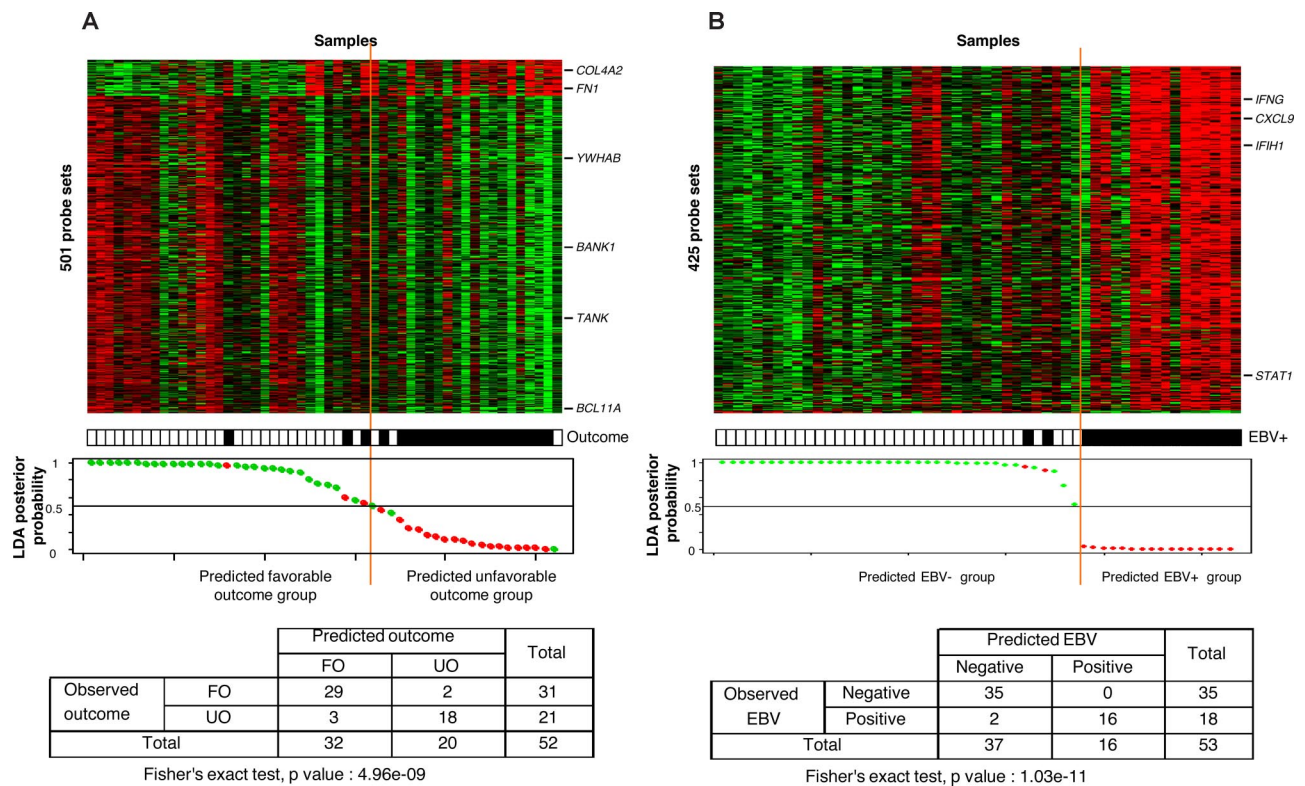 A
Samples
501 probe sets
COL4A2
FN1
YWHAB
BANK1
TANK
BCL11A
Outcome
LDA posterior
probability
1
0.5
0
Predicted favorable
outcome group
Predicted unfavorable
outcome group
Predicted outcome
Total
FO
UO
Observed
outcome
FO
29
2
31
UO
3
18
21
Total
32
20
52
Fisher's exact test, p value : 4.96e-09
B
Samples
425 probe sets
IFNG
CXCL9
IFIH1
STAT1
EBV+
LDA posterior
probability
1
0.5
0
Predicted EBV- group
Predicted EBV+ group
Predicted EBV
Total
Negative
Positive
Observed
EBV
Negative
35
0
35
Positive
2
16
18
Total
37
16
53
Fisher's exact test, p value : 1.03e-11